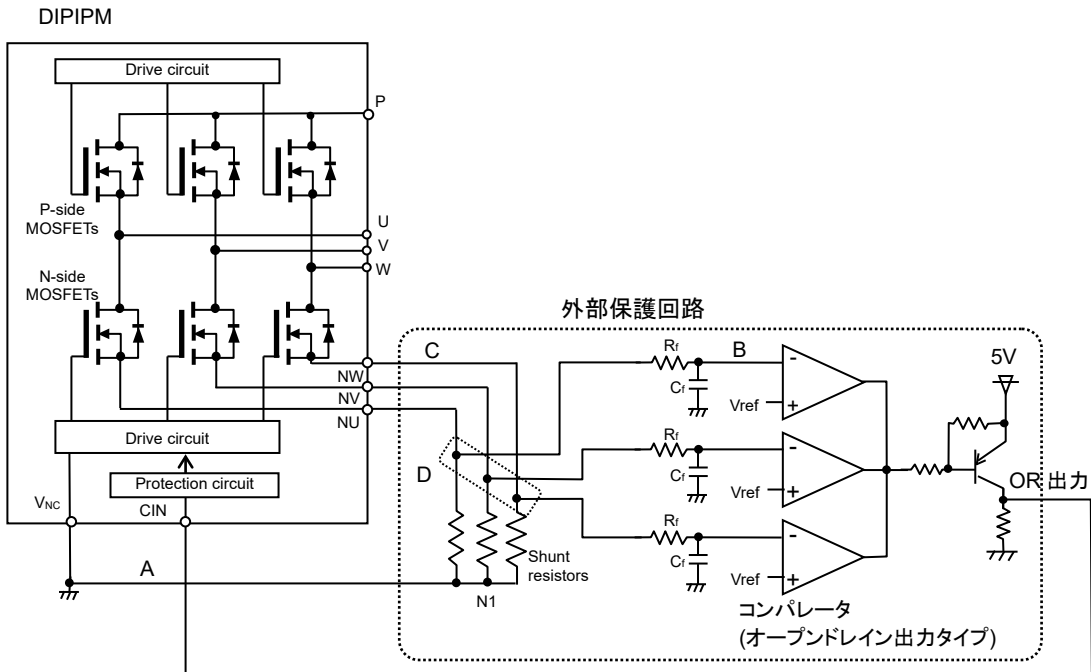 DIPIPM
Drive circuit
P
P-side
MOSFETs
U
V
W
N-side
MOSFETs
外部保護回路
C
Rf
B
-
5V
Cf
NW
Vref
+
NV
NU
Drive circuit
Rf
-
D
Cf
OR 出力
Protection circuit
Vref
+
VNC
CIN
Rf
-
A
Shunt
resistors
Cf
Vref
+
N1
コンパレータ
(オープンドレイン出力タイプ)